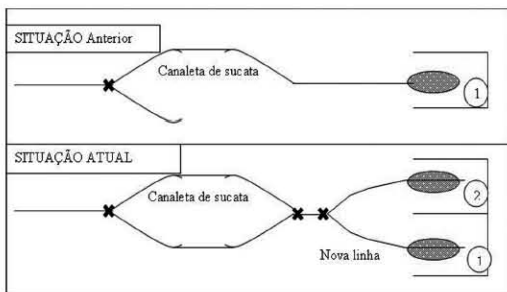 SITUAÇÃO Anterior
Canaleta de sucata
1
SITUAÇÃO ATUAL
Canaleta de sucata
2
Nova linha
1